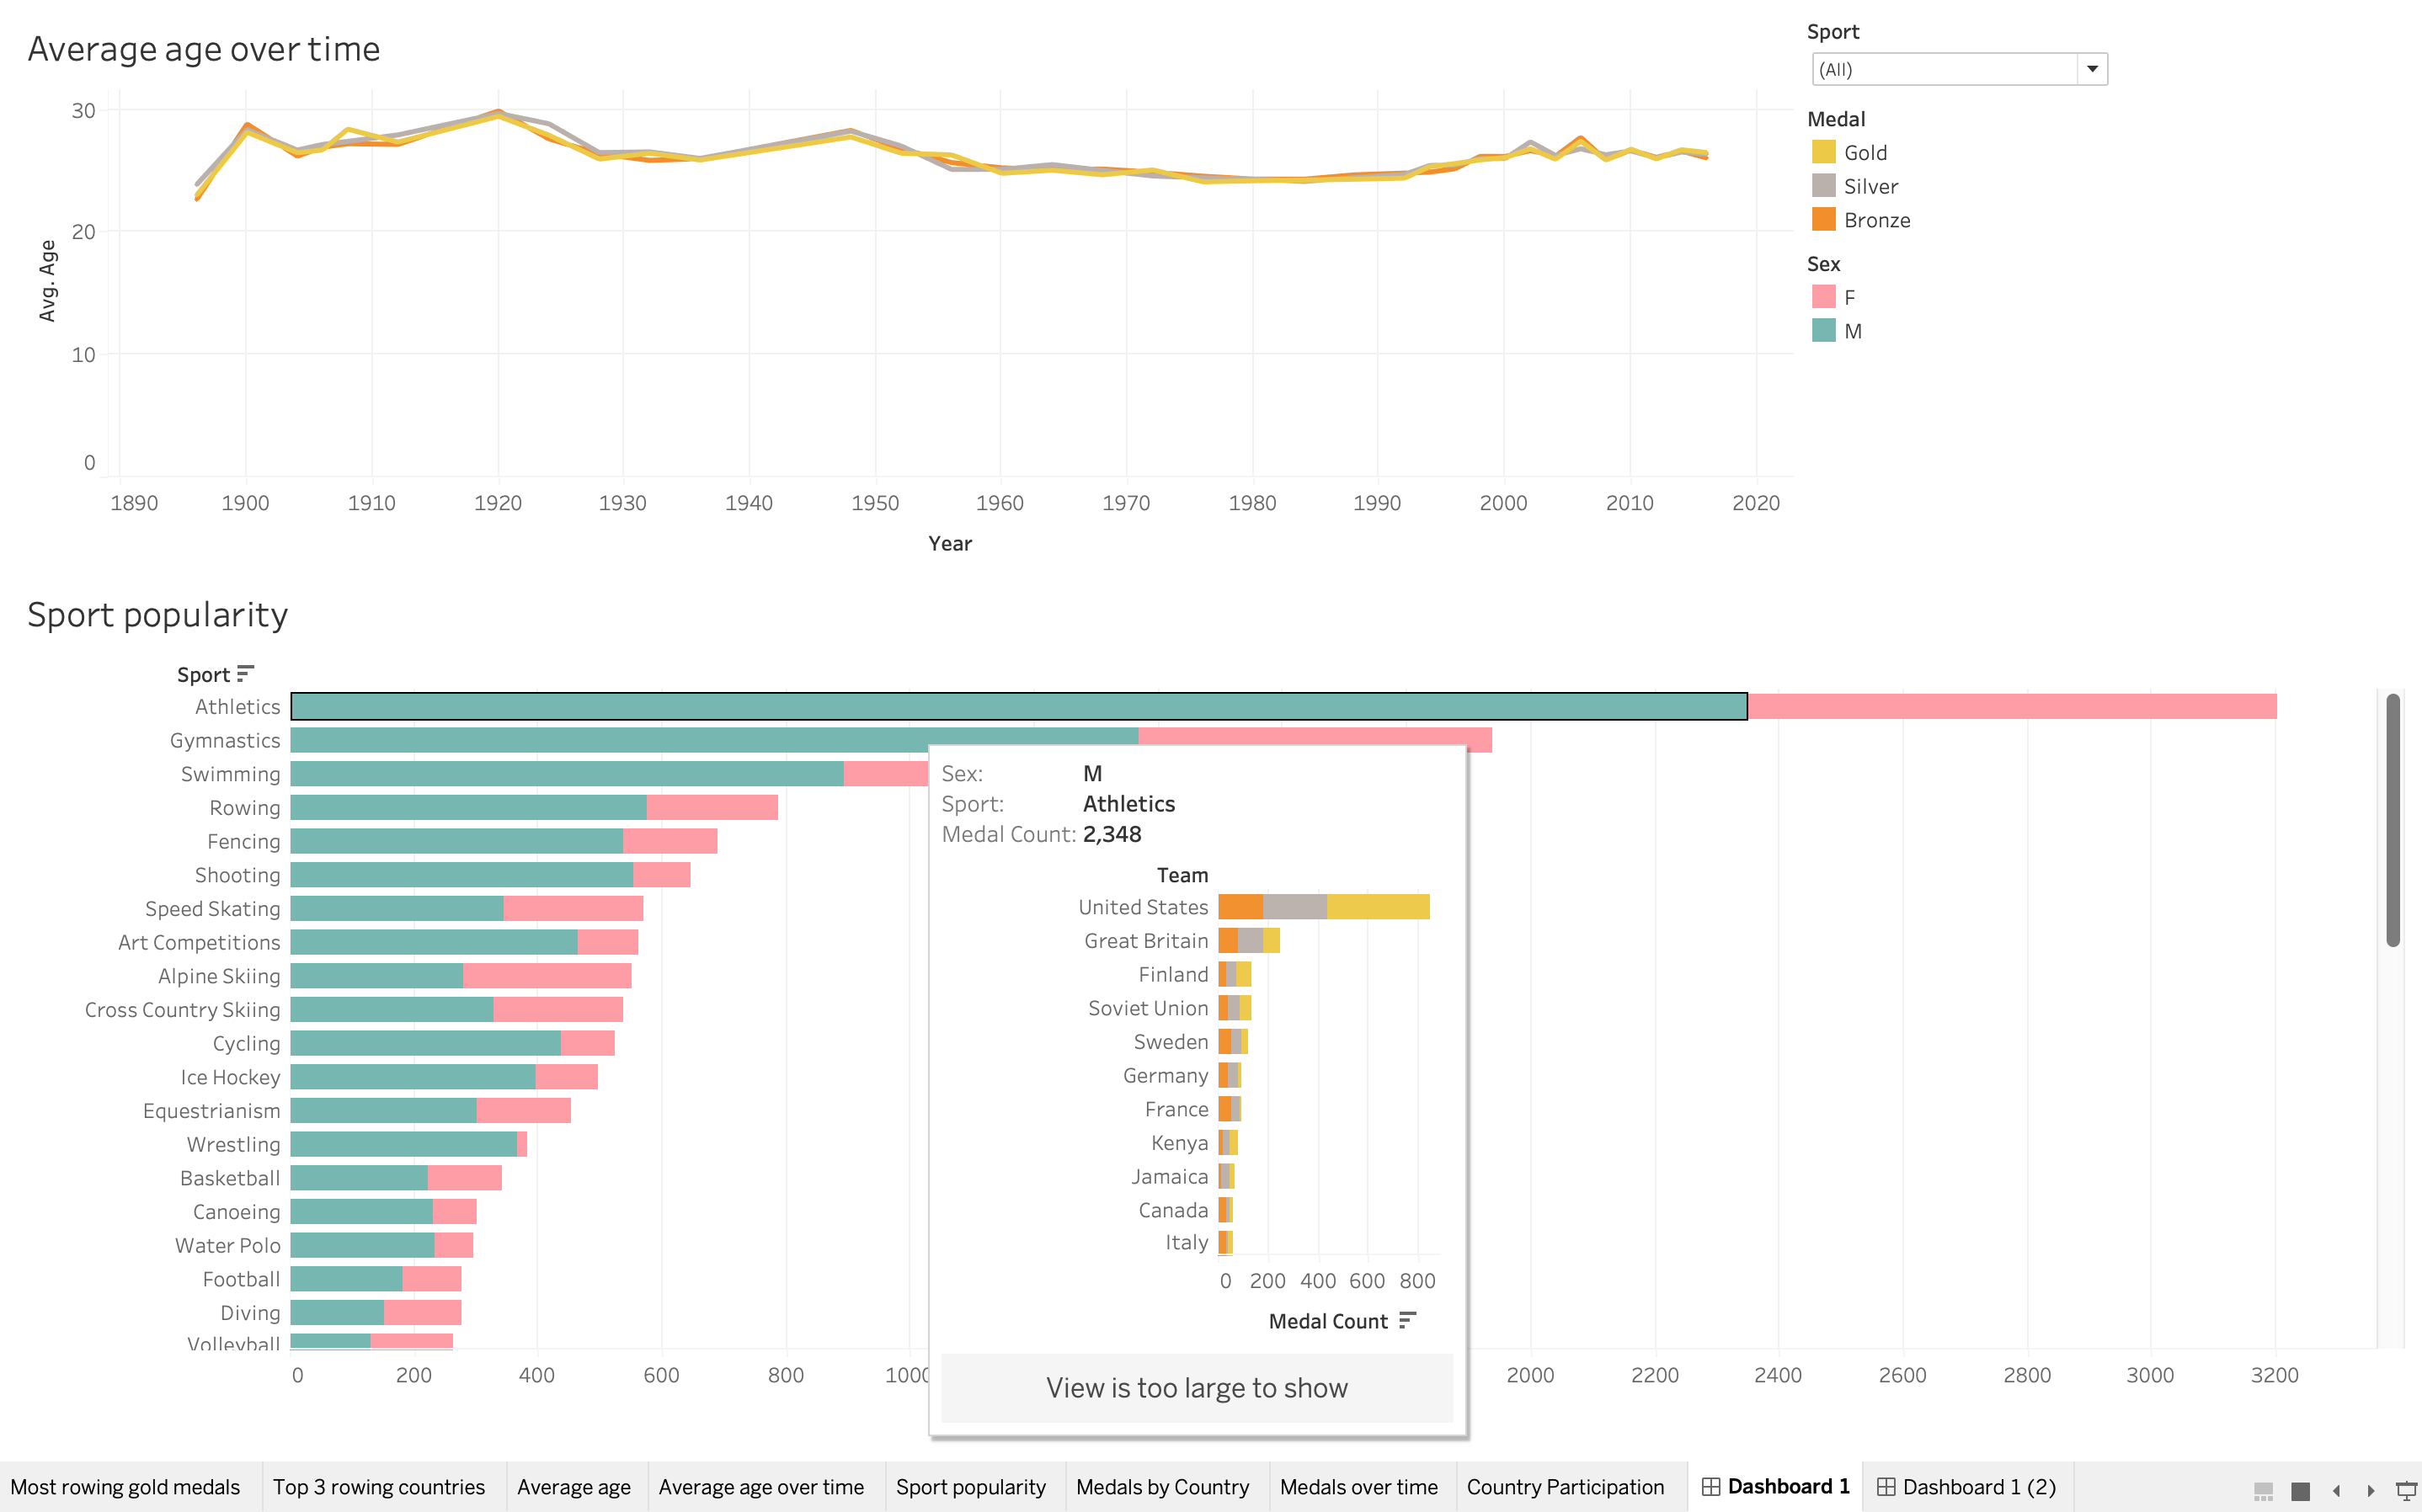 Average age over time
30
20
10
0
Avg. Age
1890 1900 1910 1920 1930 1940 1950 1960 1970 1980 1990 2000 2010 2020
Year
Sport
(All)
Medal
Gold
Silver
Bronze
Sex
F
M
Sport popularity
Sport
Athletics
Gymnastics
Swimming
Rowing
Fencing
Shooting
Speed Skating
Art Competitions
Alpine Skiing
Cross Country Skiing
Cycling
Ice Hockey
Equestrianism
Wrestling
Basketball
Canoeing
Water Polo
Football
Diving
Volleyball
0 200 400 600 800 1000 2000 2200 2400 2600 2800 3000 3200
Sex: M
Sport: Athletics
Medal Count: 2,348
Team
United States
Great Britain
Finland
Soviet Union
Sweden
Germany
France
Kenya
Jamaica
Canada
Italy
0 200 400 600 800
Medal Count
View is too large to show
Most rowing gold medals Top 3 rowing countries Average age Average age over time Sport popularity Medals by Country Medals over time Country Participation Dashboard 1 Dashboard 1 (2)